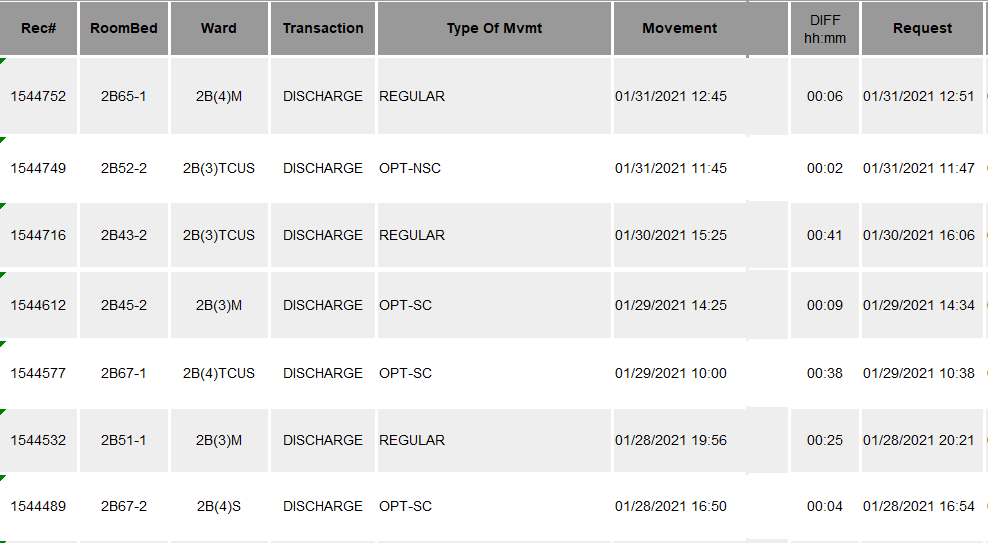 Rec# RoomBed Ward Transaction Type Of Mvmt Movement DIFF hh:mm Request
1544752 2B65-1 2B(4)M DISCHARGE REGULAR 01/31/2021 12:45 00:06 01/31/2021 12:51
1544749 2B52-2 2B(3)TCUS DISCHARGE OPT-NSC 01/31/2021 11:45 00:02 01/31/2021 11:47
1544716 2B43-2 2B(3)TCUS DISCHARGE REGULAR 01/30/2021 15:25 00:41 01/30/2021 16:06
1544612 2B45-2 2B(3)M DISCHARGE OPT-SC 01/29/2021 14:25 00:09 01/29/2021 14:34
1544577 2B67-1 2B(4)TCUS DISCHARGE OPT-SC 01/29/2021 10:00 00:38 01/29/2021 10:38
1544532 2B51-1 2B(3)M DISCHARGE REGULAR 01/28/2021 19:56 00:25 01/28/2021 20:21
1544489 2B67-2 2B(4)S DISCHARGE OPT-SC 01/28/2021 16:50 00:04 01/28/2021 16:54